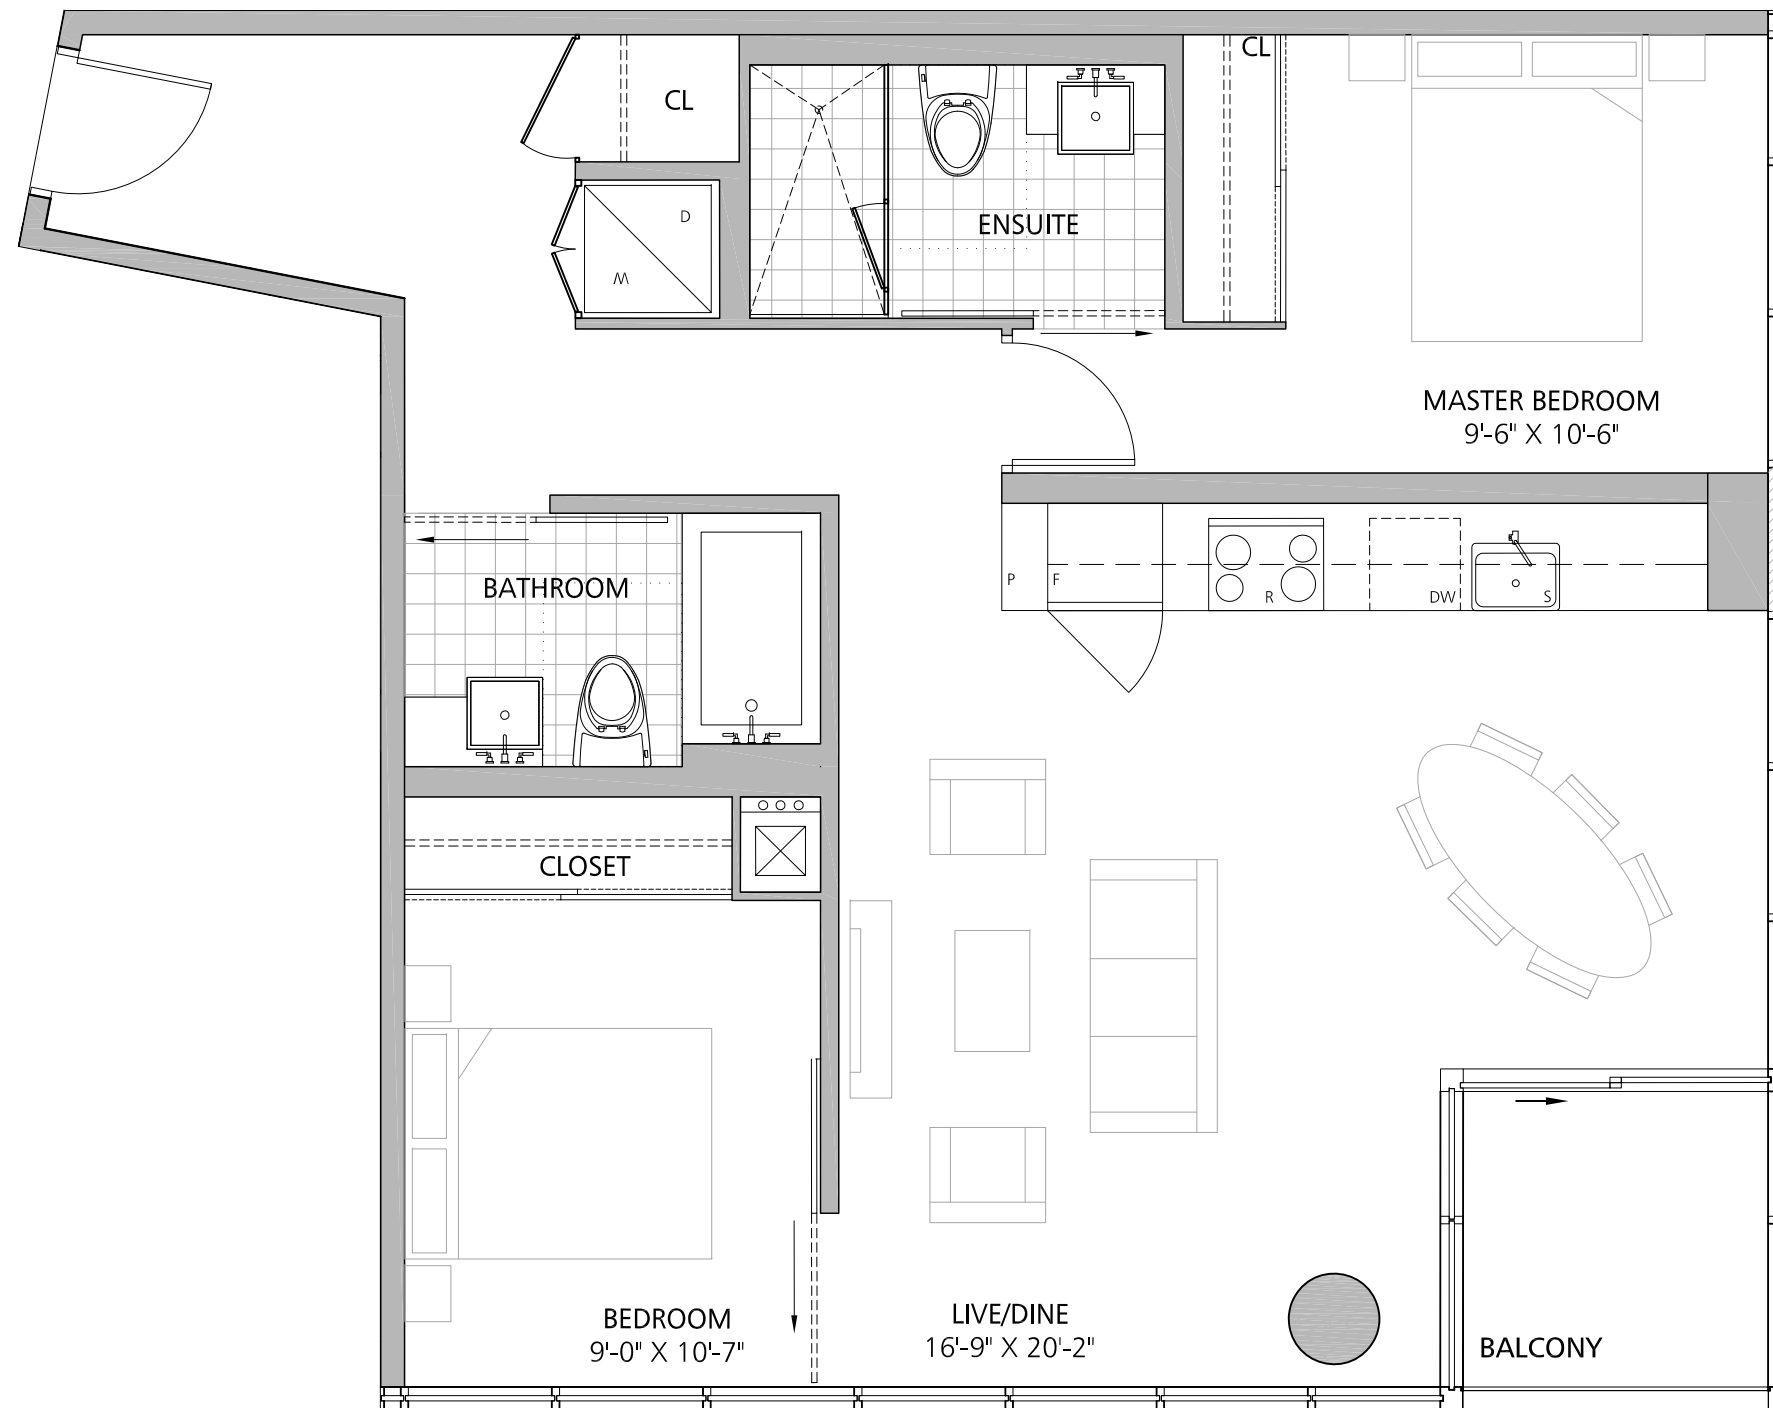 CL
CL
D
W
ENSUITE
MASTER BEDROOM
9'-6" X 10'-6"
P
F
R
DW
S
BATHROOM
CLOSET
BEDROOM
9'-0" X 10'-7"
LIVE/DINE
16'-9" X 20'-2"
BALCONY